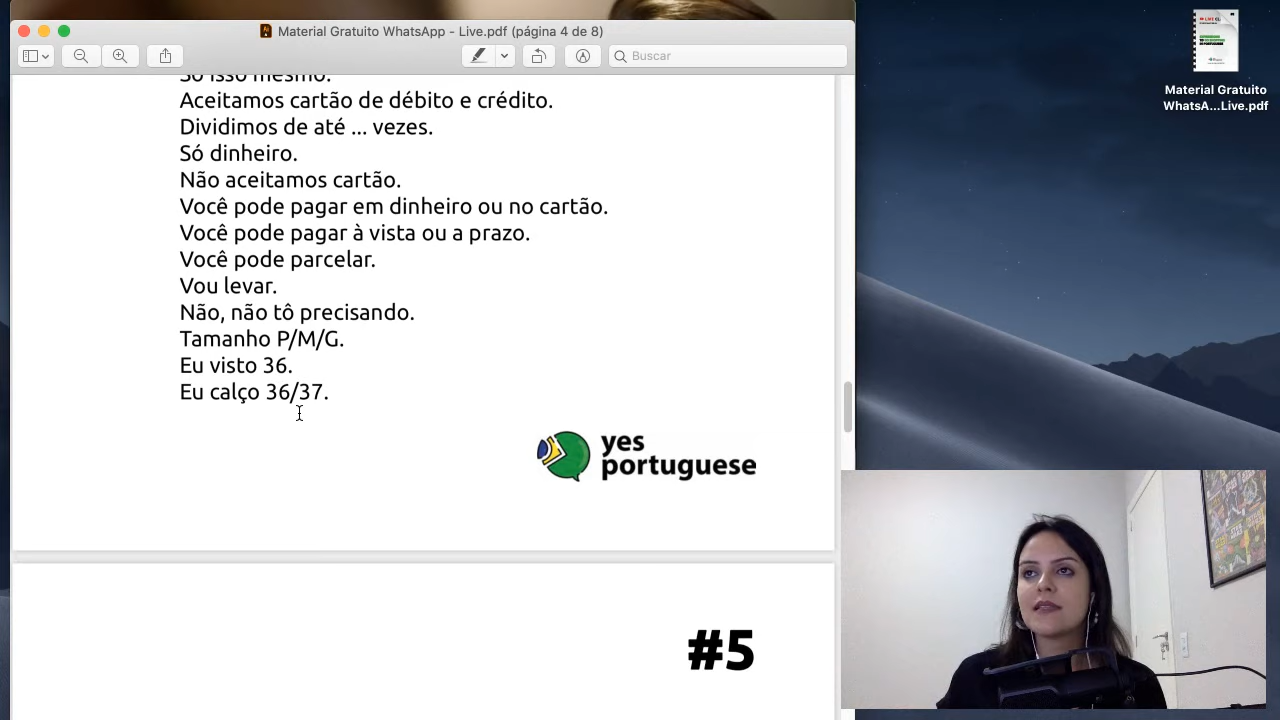 Material Gratuito WhatsApp - Live.pdf (página 4 de 8)
Buscar
Só isso mesmo.
Aceitamos cartão de débito e crédito.
Dividimos de até ... vezes.
Só dinheiro.
Não aceitamos cartão.
Você pode pagar em dinheiro ou no cartão.
Você pode pagar à vista ou a prazo.
Você pode parcelar.
Vou levar.
Não, não tô precisando.
Tamanho P/M/G.
Eu visto 36.
Eu calço 36/37.
yes
portuguese
#5
Material Gratuito
WhatsA...Live.pdf